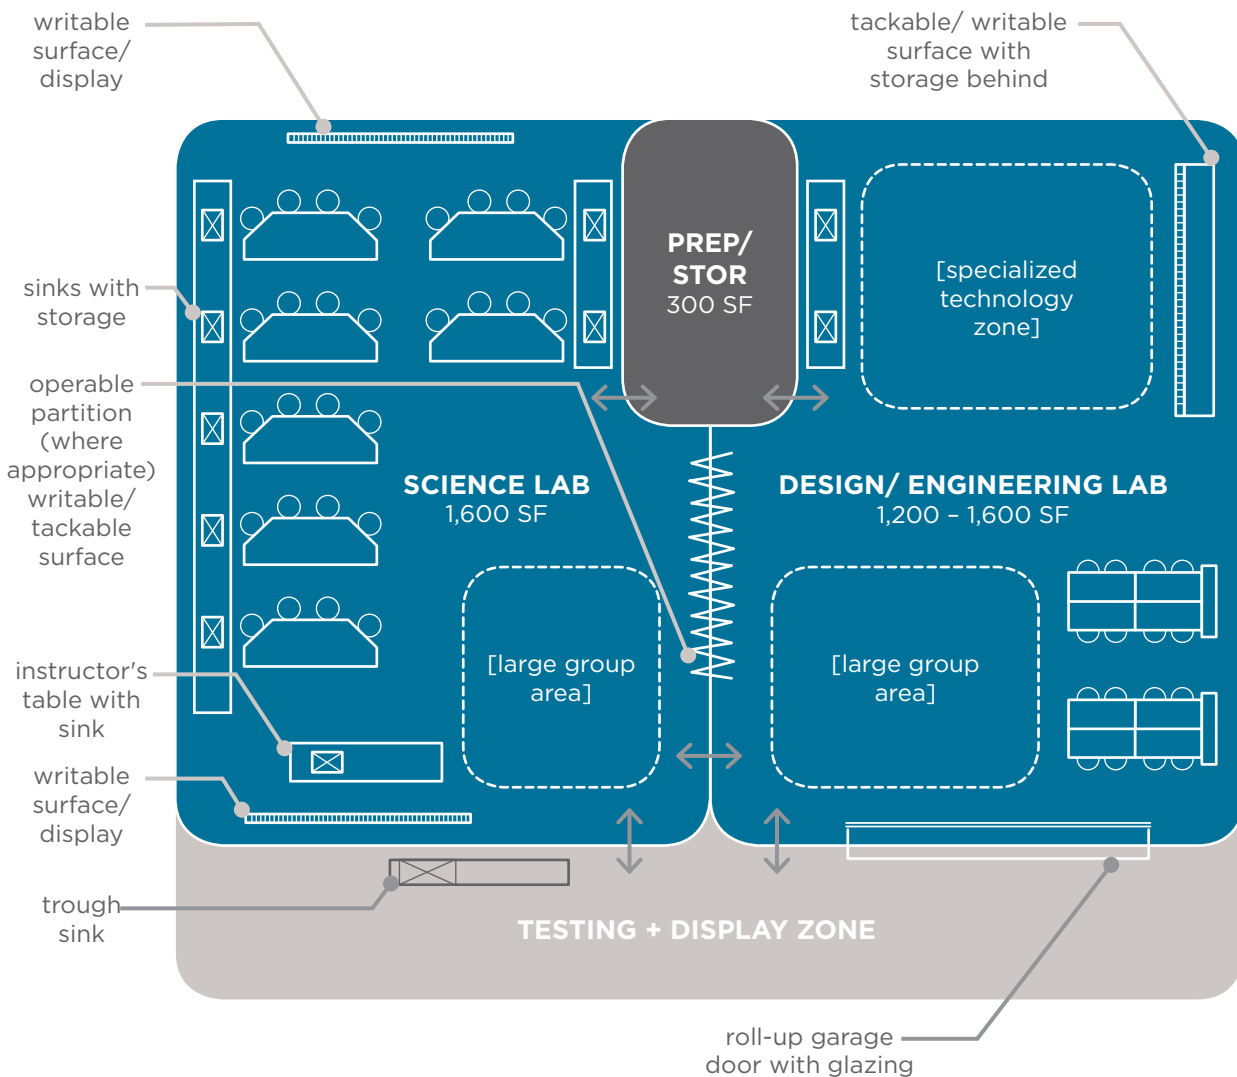 writable
surface/
display
tackable/ writable
surface with
storage behind
PREP/
STOR
300 SF
[specialized
technology
zone]
sinks with
storage
operable
partition
(where
appropriate)
writable/
tackable
surface
SCIENCE LAB
1,600 SF
DESIGN/ ENGINEERING LAB
1,200 – 1,600 SF
[large group
area]
[large group
area]
instructor's
table with
sink
writable
surface/
display
trough
sink
TESTING + DISPLAY ZONE
roll-up garage
door with glazing